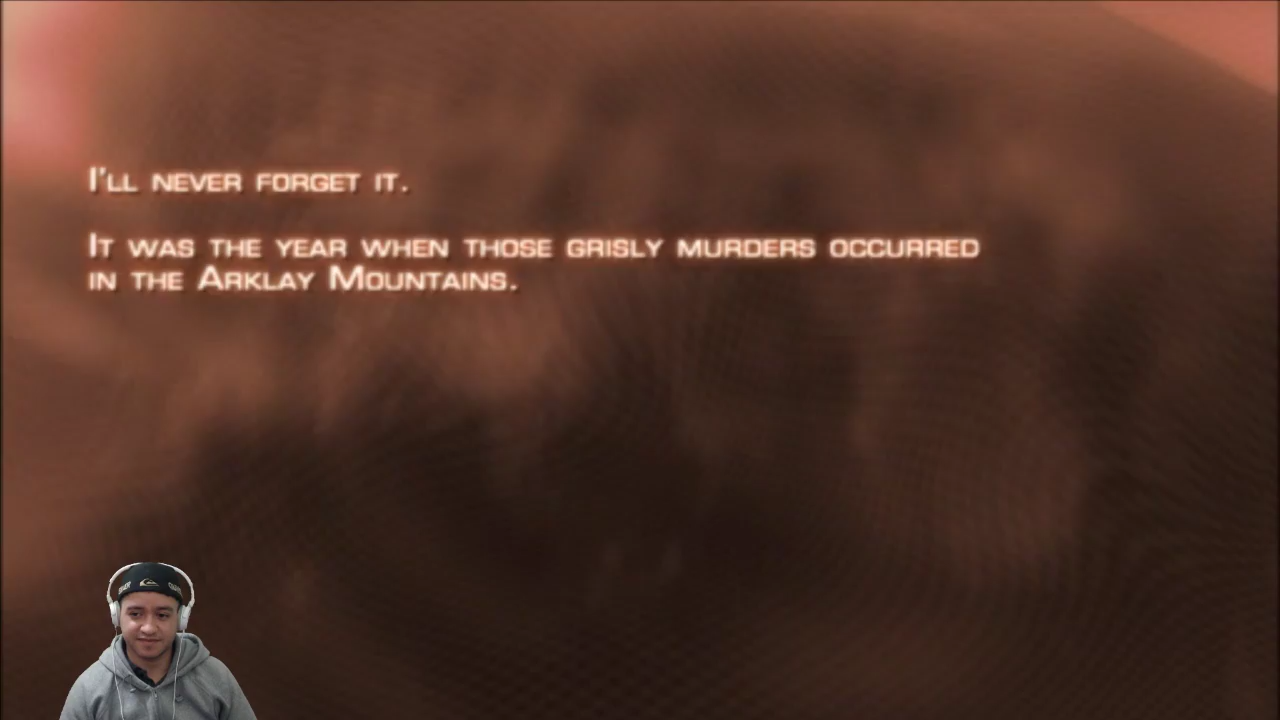 I'll never forget it.
It was the year when those grisly murders occurred
in the Arklay Mountains.